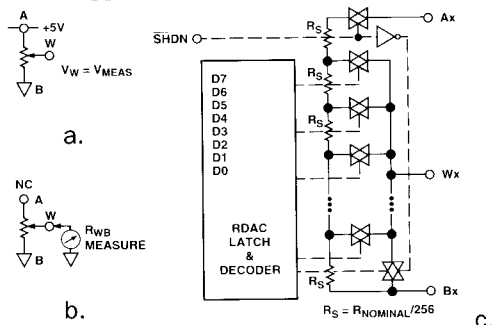 A
+5V
W
V_W = V_MEAS
B
a.
NC
A
W
R_WB
MEASURE
B
b.
S̅H̅D̅N̅
R_S
Ax
R_S
R_S
D7
D6
D5
D4
D3
D2
D1
D0
Wx
RDAC
LATCH
&
DECODER
R_S
Bx
R_S = R_NOMINAL/256
c.